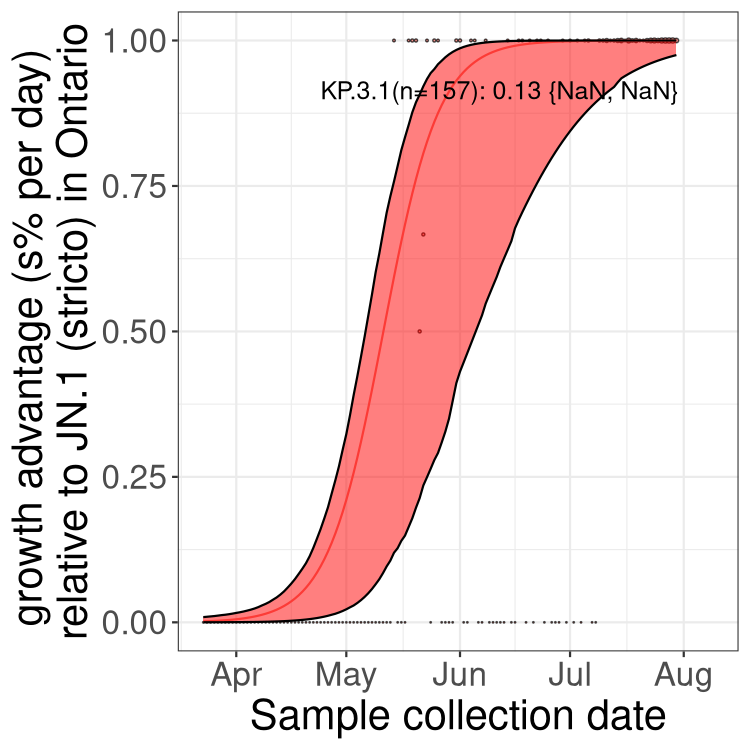 growth advantage (s% per day)
relative to JN.1 (stricto) in Ontario
1.00
0.75
0.50
0.25
0.00
KP.3.1(n=157): 0.13 {NaN, NaN}
Apr May Jun Jul Aug
Sample collection date